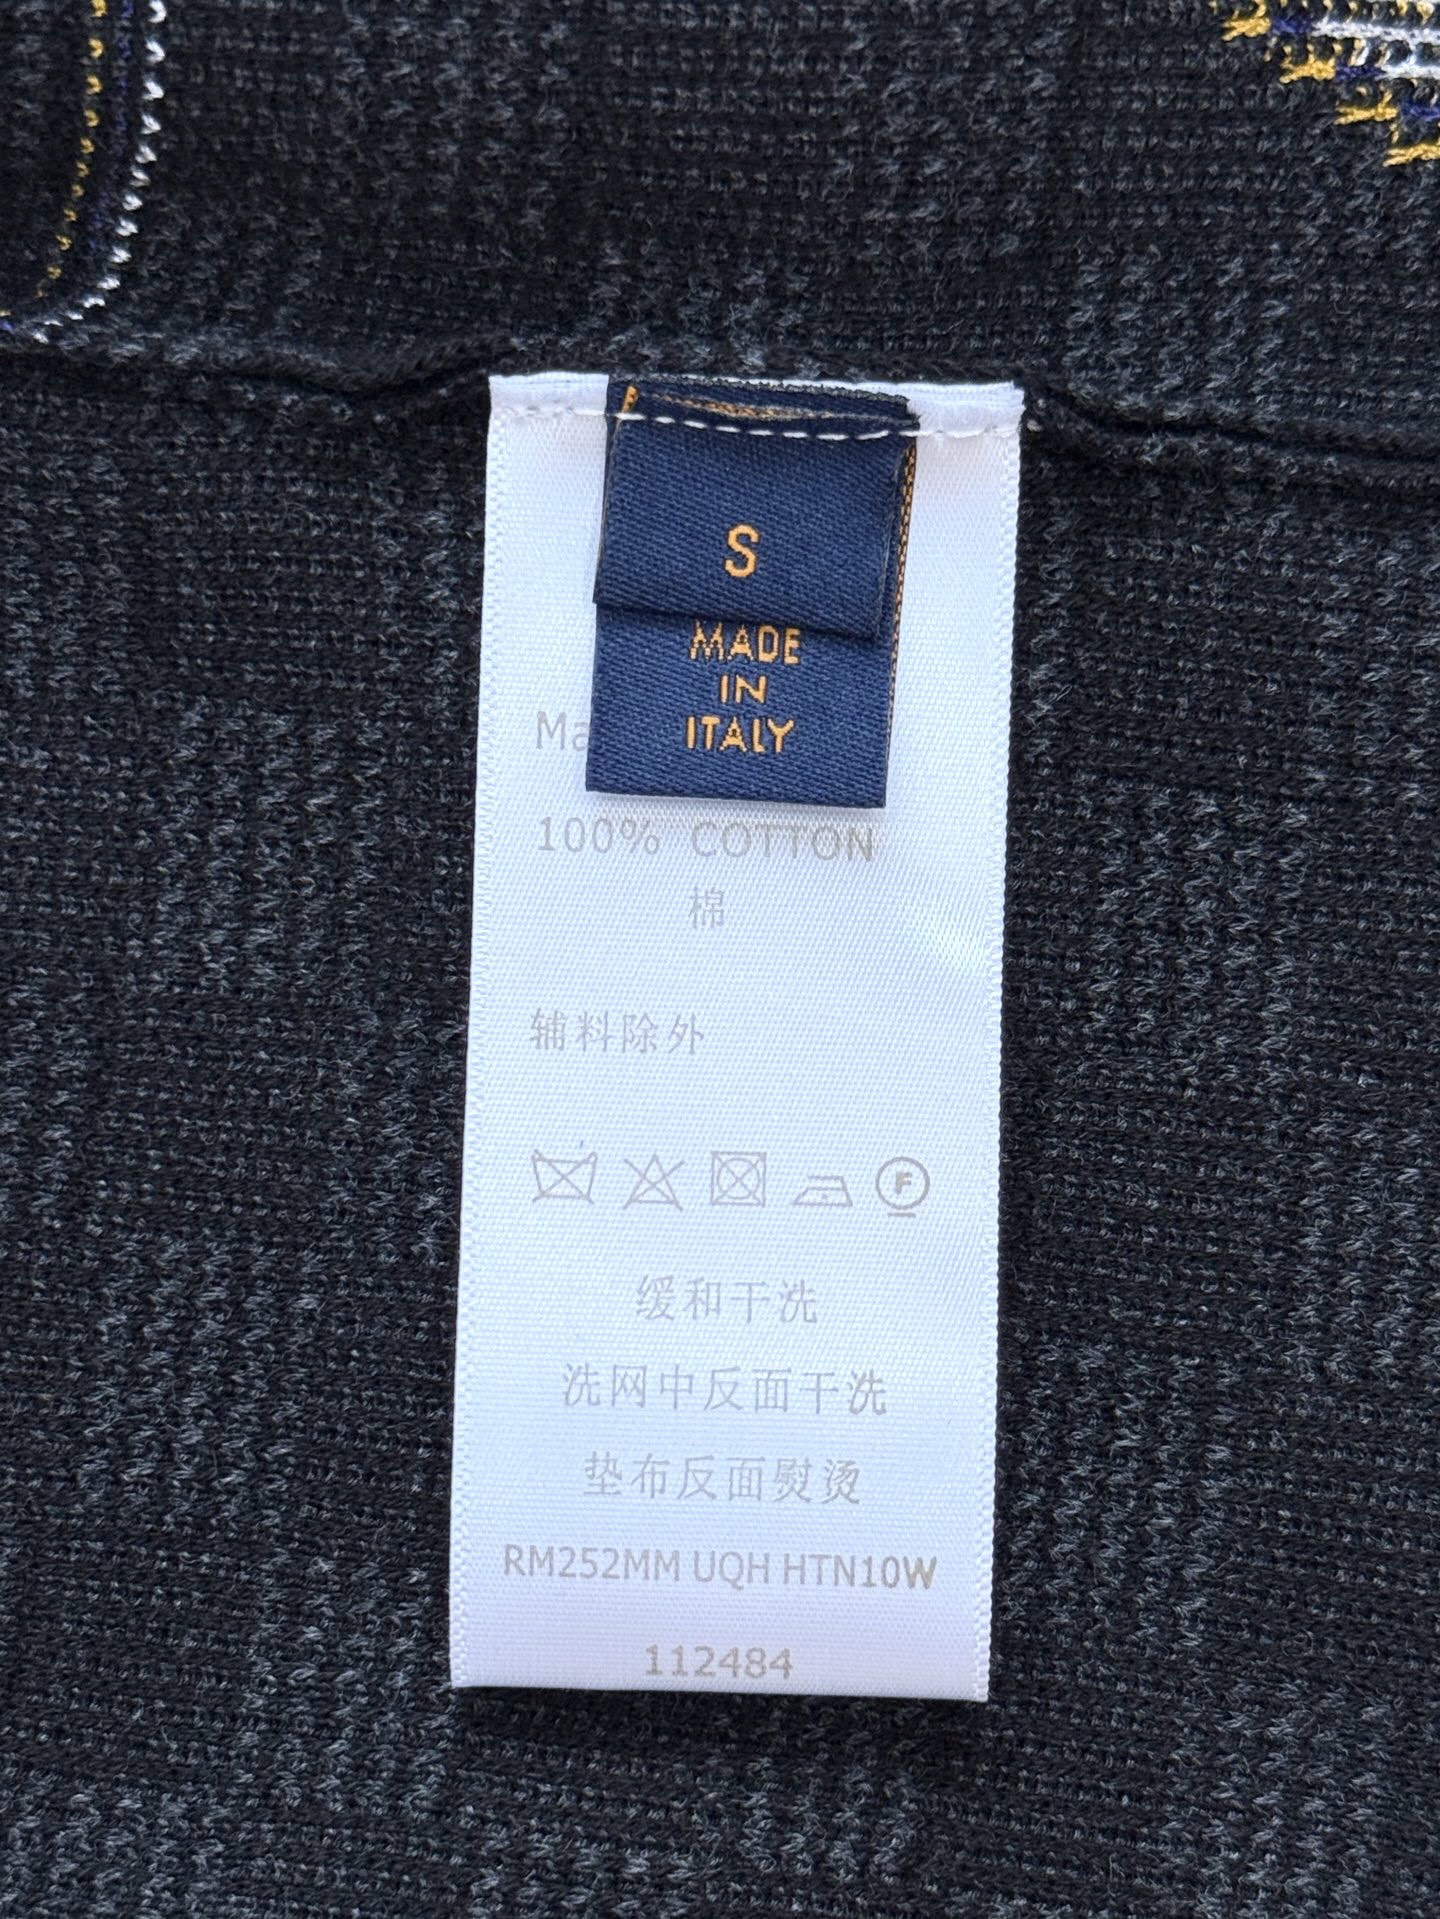 S
MADE
IN
ITALY
Ma
100% COTTON
棉
辅料除外
F
缓和干洗
洗网中反面干洗
垫布反面熨烫
RM252MM UQH HTN10W
112484